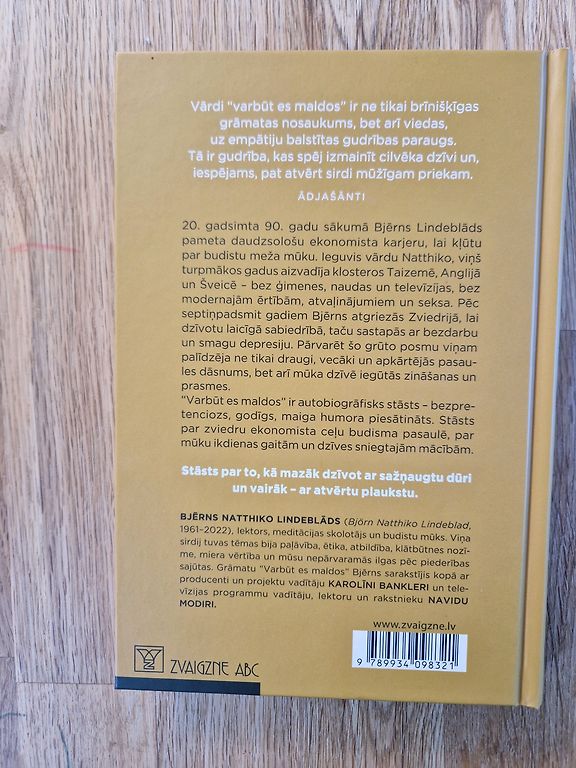 Vārdi “varbūt es maldos” ir ne tikai brīnišķīgas
grāmatas nosaukums, bet arī viedas,
uz empātiju balstītas gudrības paraugs.
Tā ir gudrība, kas spēj izmainīt cilvēka dzīvi un,
iespējams, pat atvērt sirdi mūžīgam priekam.
ĀDJAŠĀNTI
20. gadsimta 90. gadu sākumā Bjērns Lindeblāds
pameta daudzsološu ekonomista karjeru, lai kļūtu
par budistu meža mūku. Ieguvis vārdu Natthiko, viņš
turpmākos gadus aizvadīja klosteros Taizemē, Anglijā
un Šveicē – bez ģimenes, naudas un televīzijas, bez
modernajām ērtībām, atvaļinājumiem un seksa. Pēc
septiņpadsmit gadiem Bjērns atgriezās Zviedrijā, lai
dzīvotu laicīgā sabiedrībā, taču sastapās ar bezdarbu
un smagu depresiju. Pārvarēt šo grūto posmu viņam
palīdzēja ne tikai draugi, vecāki un apkārtējās pasau-
les dāsnums, bet arī mūka dzīvē iegūtās zināšanas un
prasmes.
“Varbūt es maldos” ir autobiogrāfisks stāsts – bezpre-
tenciozs, godīgs, maiga humora piesātināts. Stāsts
par zviedru ekonomista ceļu budisma pasaulē, par
mūku ikdienas gaitām un dzīves sniegtajām mācībām.
Stāsts par to, kā mazāk dzīvot ar sažņaugtu dūri
un vairāk – ar atvērtu plaukstu.
BJĒRNS NATTHIKO LINDEBLĀDS (Björn Natthiko Lindeblad,
1961–2022), lektors, meditācijas skolotājs un budistu mūks. Viņa
sirdij tuvas tēmas bija paļāvība, ētika, atbildība, klātbūtnes nozī-
me, miera vērtība un mūsu nepārvaramās ilgas pēc piederības
sajūtas. Grāmatu “Varbūt es maldos” Bjērns sarakstījis kopā ar
producenti un projektu vadītāju KAROLĪNI BANKLERI un tele-
vīzijas programmu vadītāju, lektoru un rakstnieku NAVIDU
MODIRI.
www.zvaigzne.lv
9 789934 098321
ZVAIGZNE ABC